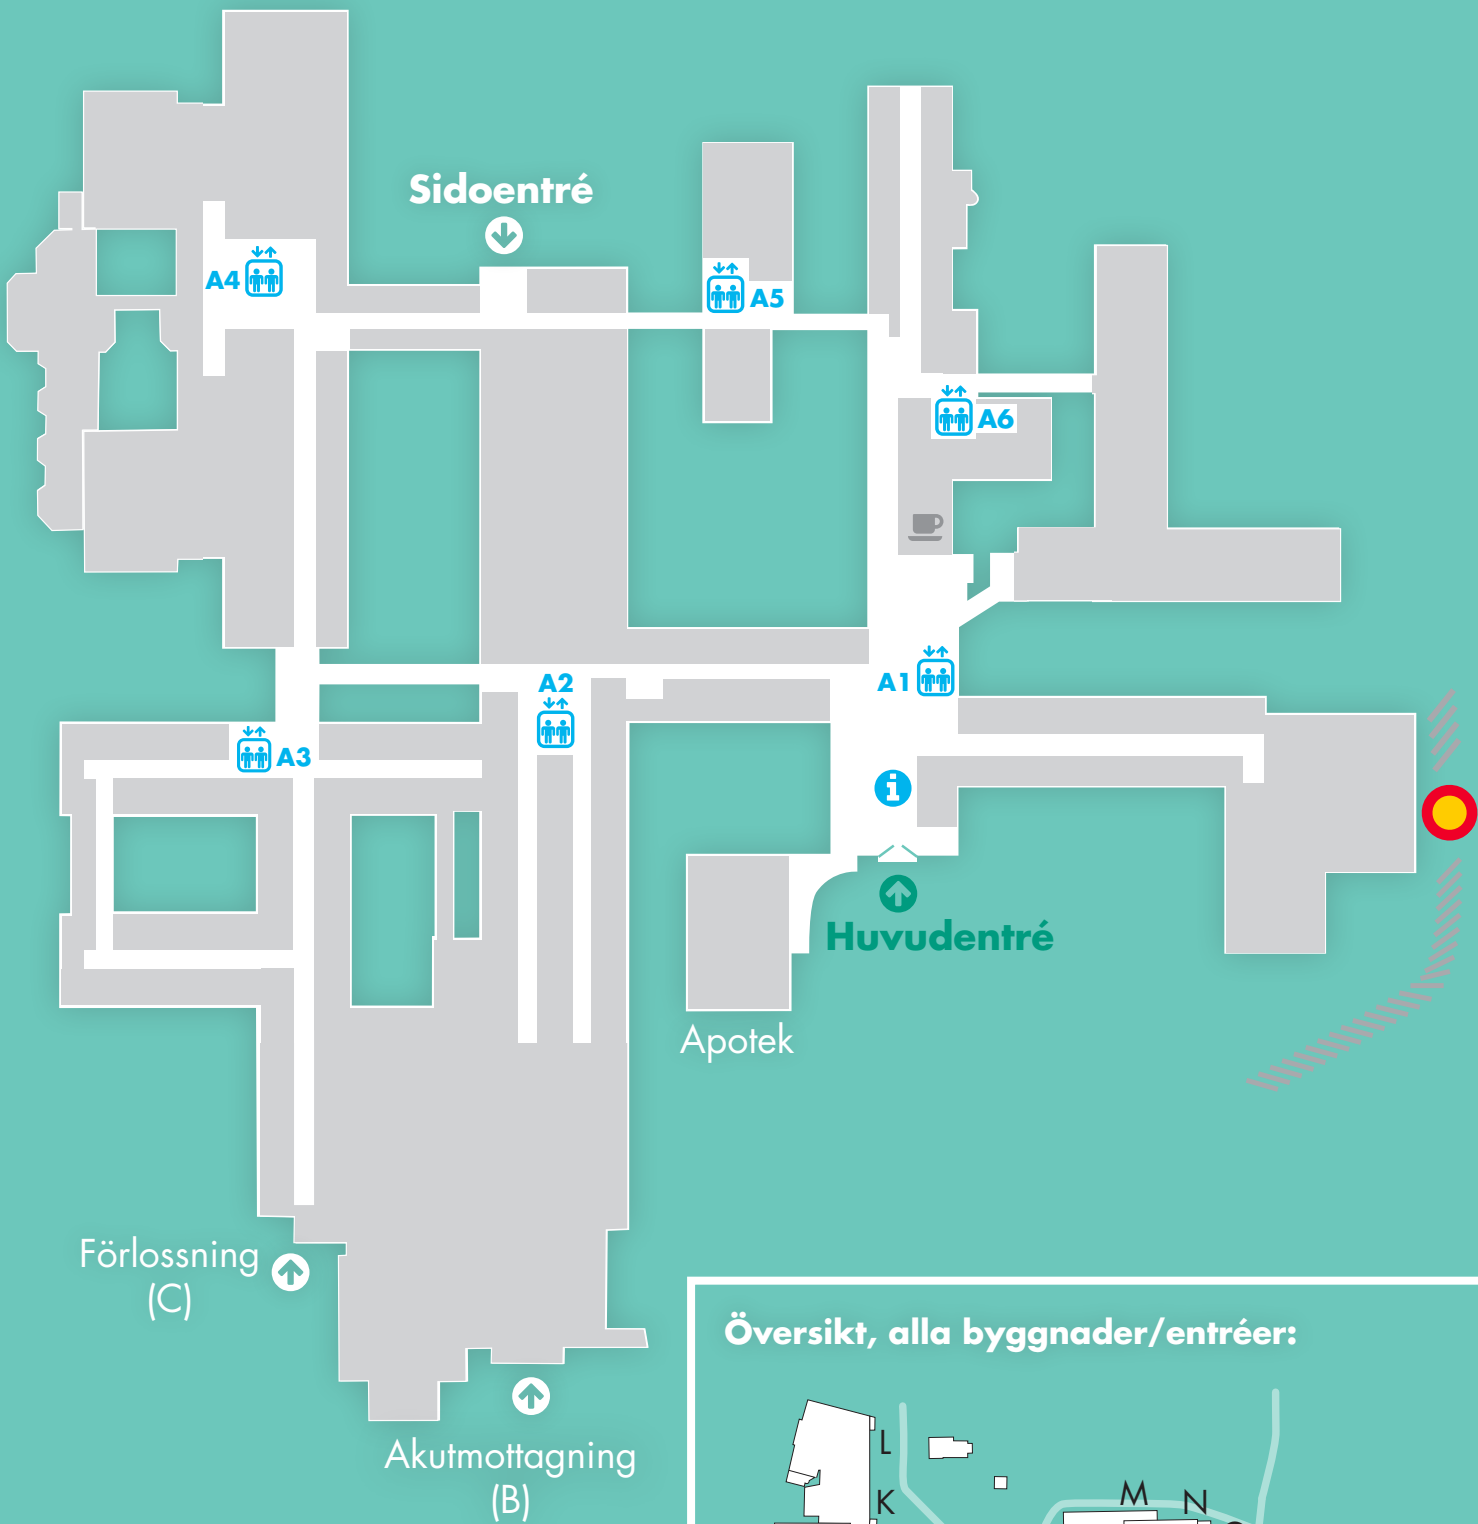 Sidoentré
A4
A5
A6
A1
A2
A3
Huvudentré
Apotek
Förlossning
(C)
Akutmottagning
(B)
Översikt, alla byggnader/entréer:
L
K
M
N